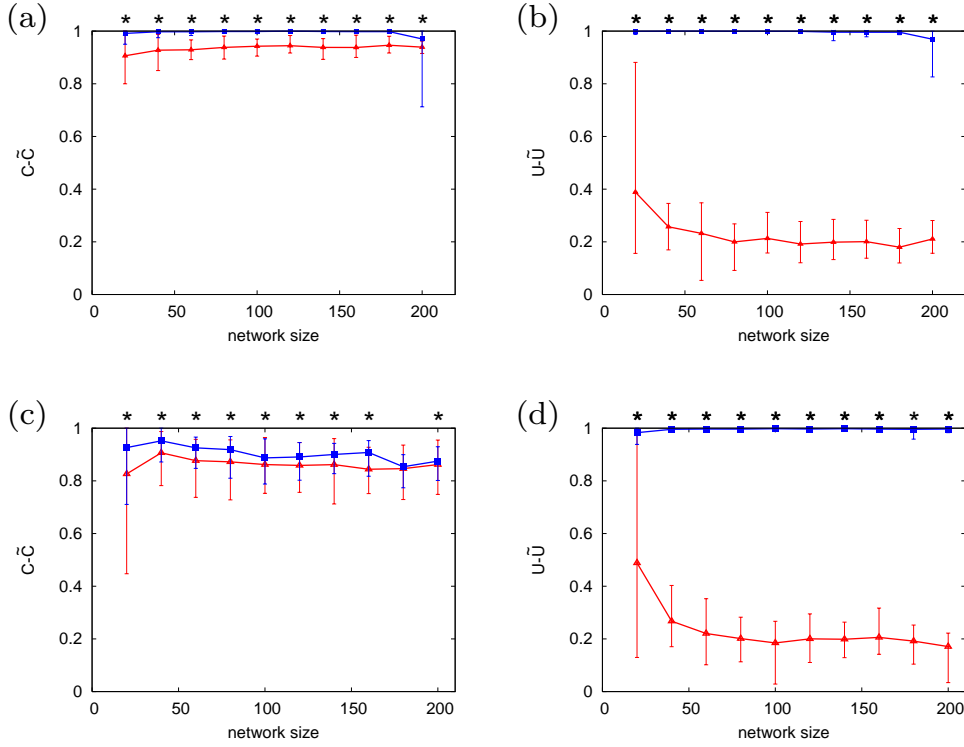 (a)
* * * * * * * * * *
1
0.8
0.6
0.4
0.2
0
C-C̃
0 50 100 150 200
network size
(b)
* * * * * * * * * *
1
0.8
0.6
0.4
0.2
0
U-Ũ
0 50 100 150 200
network size
(c)
* * * * * * * * *
1
0.8
0.6
0.4
0.2
0
C-C̃
0 50 100 150 200
network size
(d)
* * * * * * * * * *
1
0.8
0.6
0.4
0.2
0
U-Ũ
0 50 100 150 200
network size